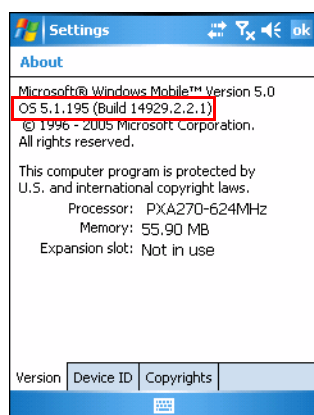 Settings
ok
About
Microsoft® Windows Mobile™ Version 5.0
OS 5.1.195 (Build 14929.2.2.1)
© 1996 - 2005 Microsoft Corporation.
All rights reserved.
This computer program is protected by
U.S. and international copyright laws.
Processor: PXA270-624MHz
Memory: 55.90 MB
Expansion slot: Not in use
Version Device ID Copyrights